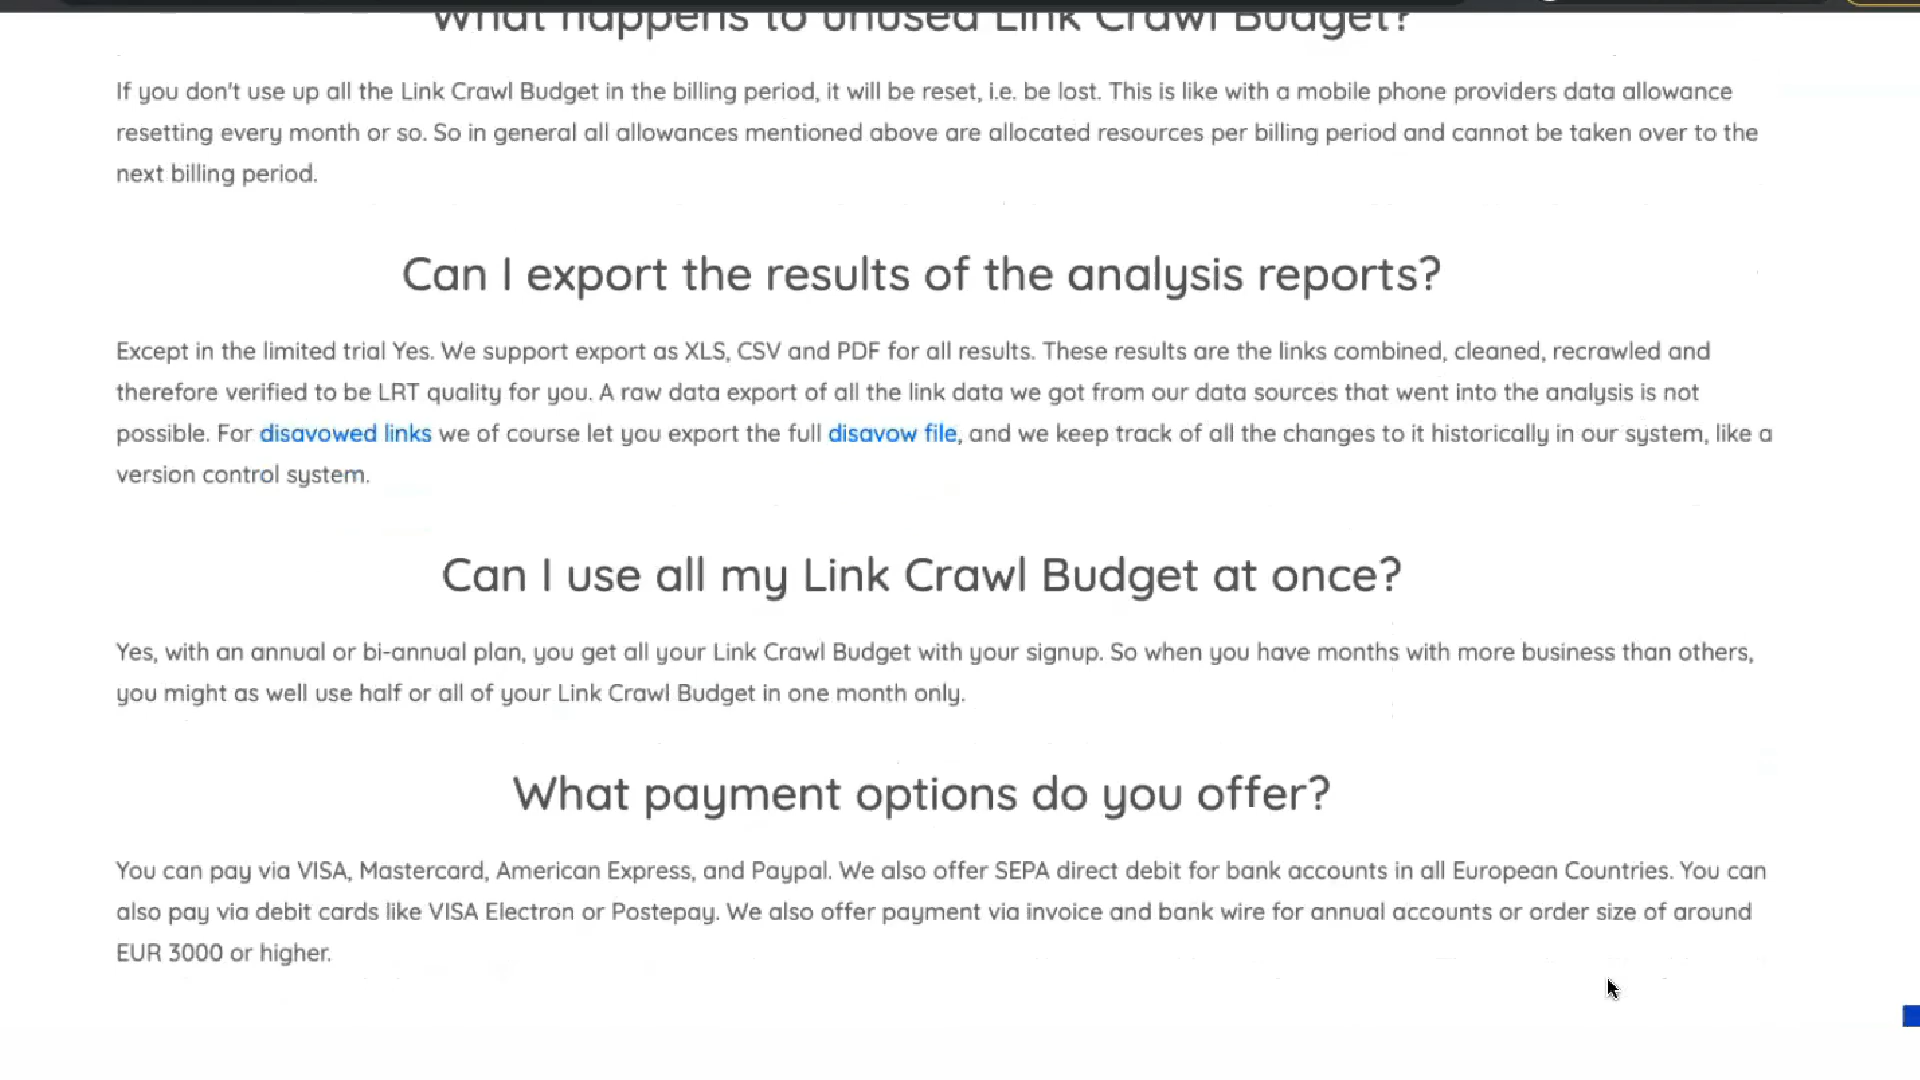 What happens to unused Link Crawl Budget?
If you don't use up all the Link Crawl Budget in the billing period, it will be reset, i.e. be lost. This is like with a mobile phone providers data allowance
resetting every month or so. So in general all allowances mentioned above are allocated resources per billing period and cannot be taken over to the
next billing period.
Can I export the results of the analysis reports?
Except in the limited trial Yes. We support export as XLS, CSV and PDF for all results. These results are the links combined, cleaned, recrawled and
therefore verified to be LRT quality for you. A raw data export of all the link data we got from our data sources that went into the analysis is not
possible. For disavowed links we of course let you export the full disavow file, and we keep track of all the changes to it historically in our system, like a
version control system.
Can I use all my Link Crawl Budget at once?
Yes, with an annual or bi-annual plan, you get all your Link Crawl Budget with your signup. So when you have months with more business than others,
you might as well use half or all of your Link Crawl Budget in one month only.
What payment options do you offer?
You can pay via VISA, Mastercard, American Express, and Paypal. We also offer SEPA direct debit for bank accounts in all European Countries. You can
also pay via debit cards like VISA Electron or Postepay. We also offer payment via invoice and bank wire for annual accounts or order size of around
EUR 3000 or higher.